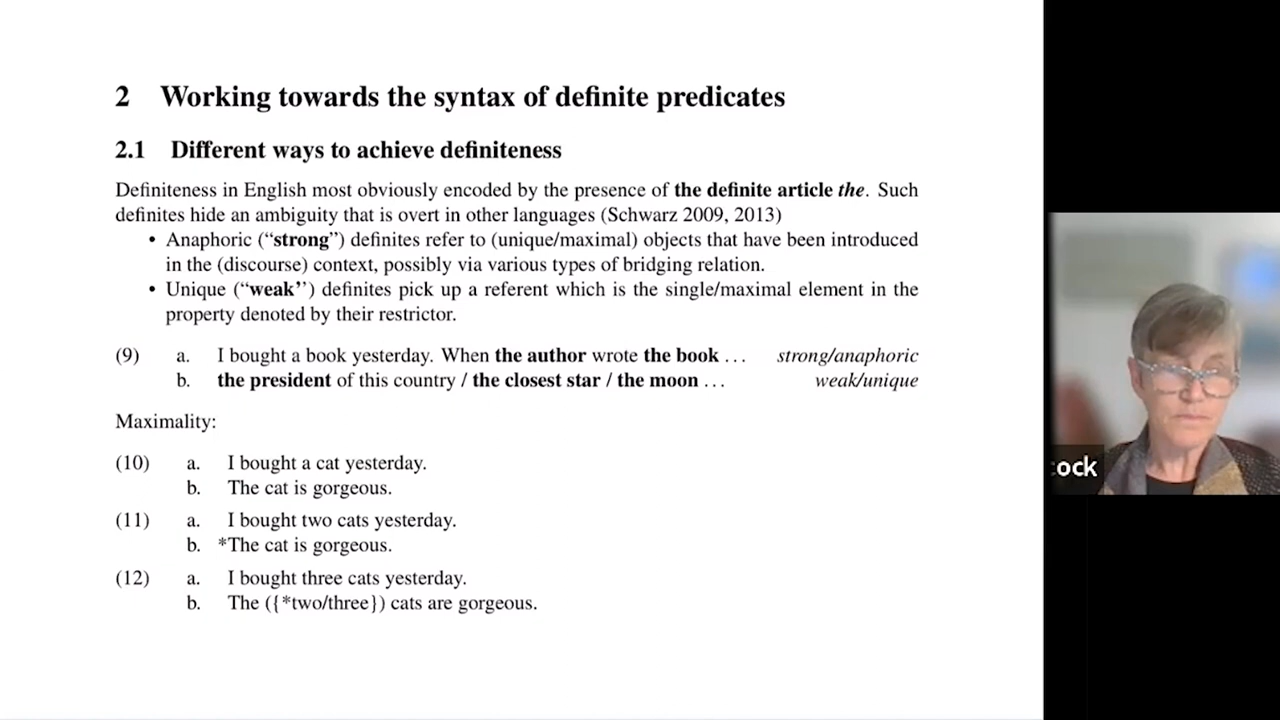 2 Working towards the syntax of definite predicates
2.1 Different ways to achieve definiteness
Definiteness in English most obviously encoded by the presence of the definite article the. Such
definites hide an ambiguity that is overt in other languages (Schwarz 2009, 2013)
• Anaphoric (“strong”) definites refer to (unique/maximal) objects that have been introduced
in the (discourse) context, possibly via various types of bridging relation.
• Unique (“weak’’) definites pick up a referent which is the single/maximal element in the
property denoted by their restrictor.
(9) a. I bought a book yesterday. When the author wrote the book ... strong/anaphoric
b. the president of this country / the closest star / the moon ... weak/unique
Maximality:
(10) a. I bought a cat yesterday.
b. The cat is gorgeous.
(11) a. I bought two cats yesterday.
b. *The cat is gorgeous.
(12) a. I bought three cats yesterday.
b. The ({*two/three}) cats are gorgeous.
ock